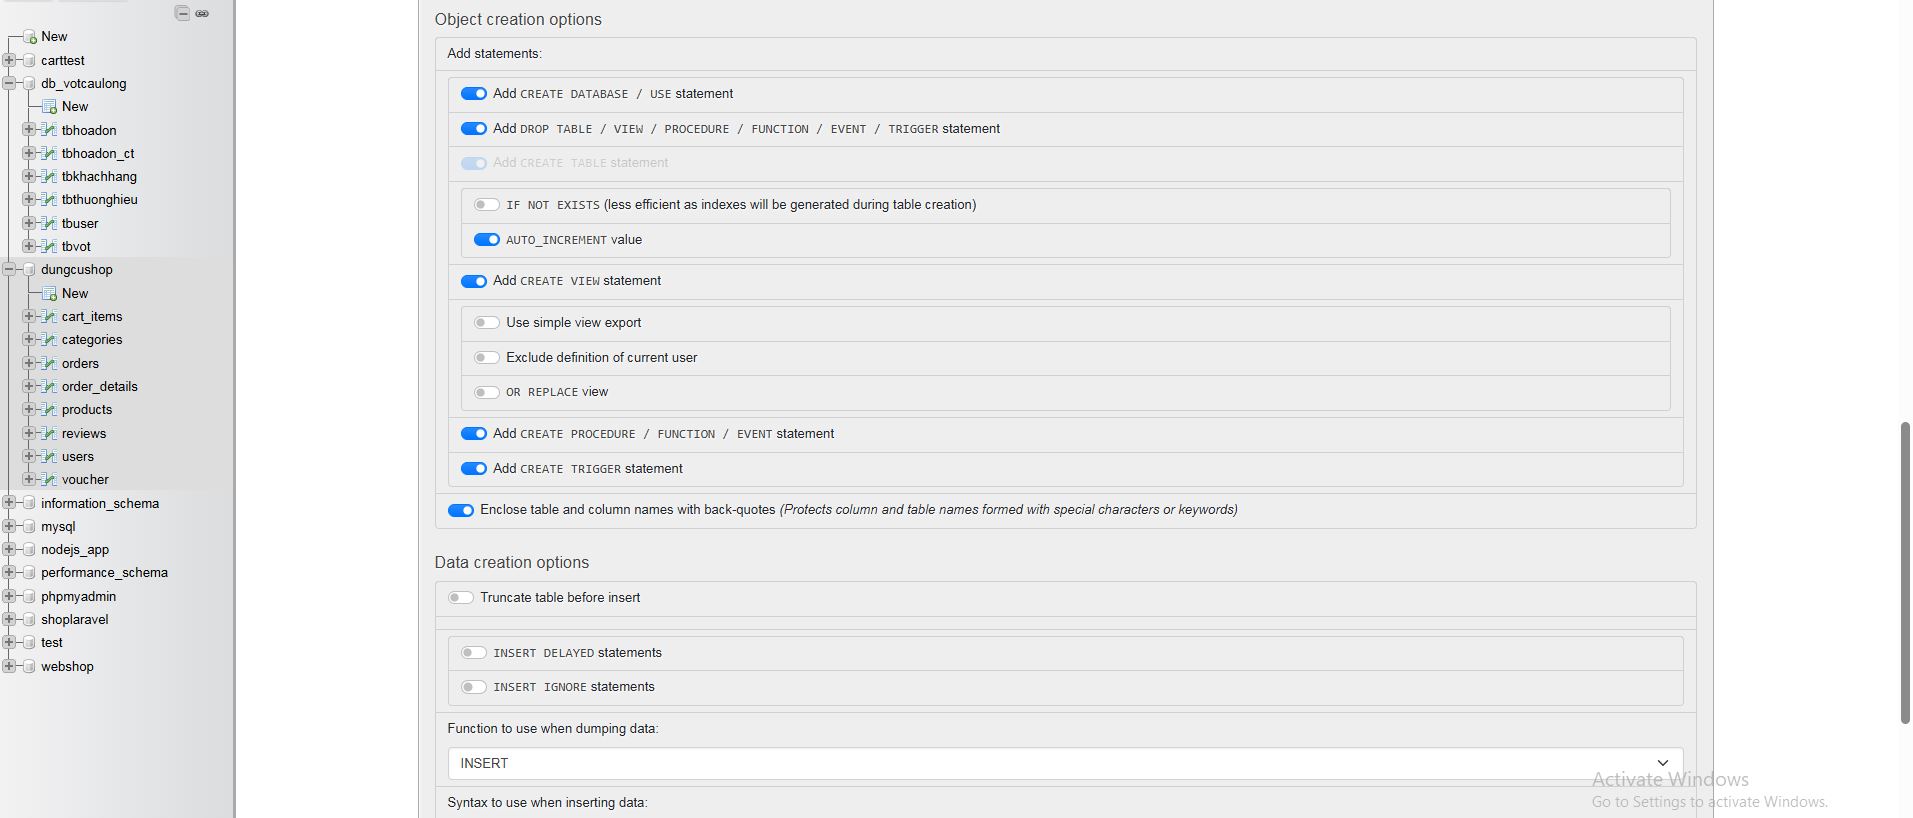 New
carttest
db_votcaulong
New
tbhoadon
tbhoadon_ct
tbkhachhang
tbthuonghieu
tbuser
tbvot
dungcushop
New
cart_items
categories
orders
order_details
products
reviews
users
voucher
information_schema
mysql
nodejs_app
performance_schema
phpmyadmin
shoplaravel
test
webshop
Object creation options
Add statements:
Add CREATE DATABASE / USE statement
Add DROP TABLE / VIEW / PROCEDURE / FUNCTION / EVENT / TRIGGER statement
Add CREATE TABLE statement
IF NOT EXISTS (less efficient as indexes will be generated during table creation)
AUTO_INCREMENT value
Add CREATE VIEW statement
Use simple view export
Exclude definition of current user
OR REPLACE view
Add CREATE PROCEDURE / FUNCTION / EVENT statement
Add CREATE TRIGGER statement
Enclose table and column names with back-quotes (Protects column and table names formed with special characters or keywords)
Data creation options
Truncate table before insert
INSERT DELAYED statements
INSERT IGNORE statements
Function to use when dumping data:
INSERT
Syntax to use when inserting data:
Activate Windows
Go to Settings to activate Windows.